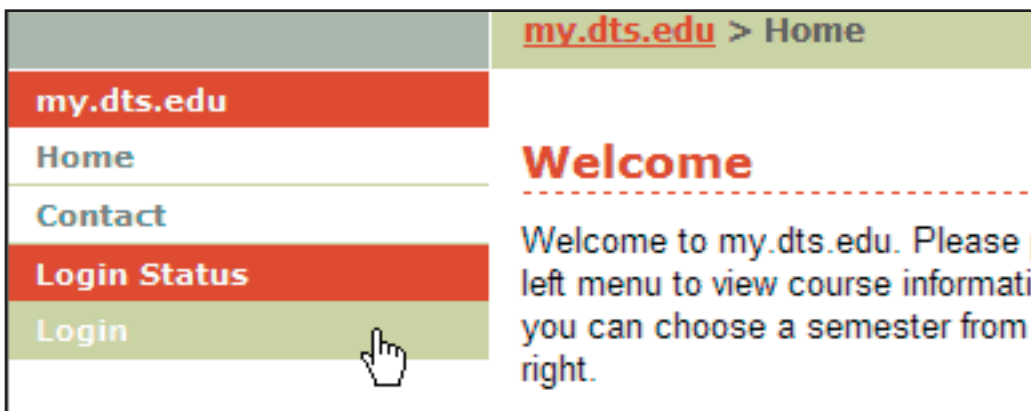 my.dts.edu > Home
my.dts.edu
Home
Contact
Login Status
Login
Welcome
Welcome to my.dts.edu. Please
left menu to view course informati
you can choose a semester from
right.